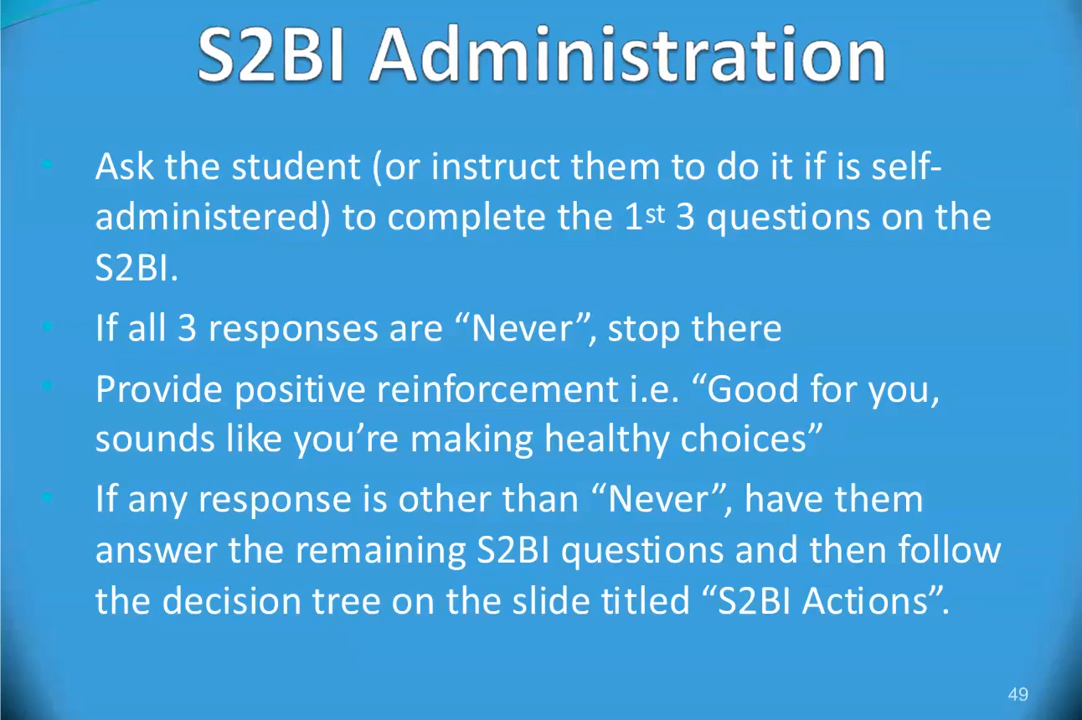 S2BI Administration
• Ask the student (or instruct them to do it if is self-
administered) to complete the 1st 3 questions on the
S2BI.
• If all 3 responses are “Never”, stop there
• Provide positive reinforcement i.e. “Good for you,
sounds like you’re making healthy choices”
• If any response is other than “Never”, have them
answer the remaining S2BI questions and then follow
the decision tree on the slide titled “S2BI Actions”.
49